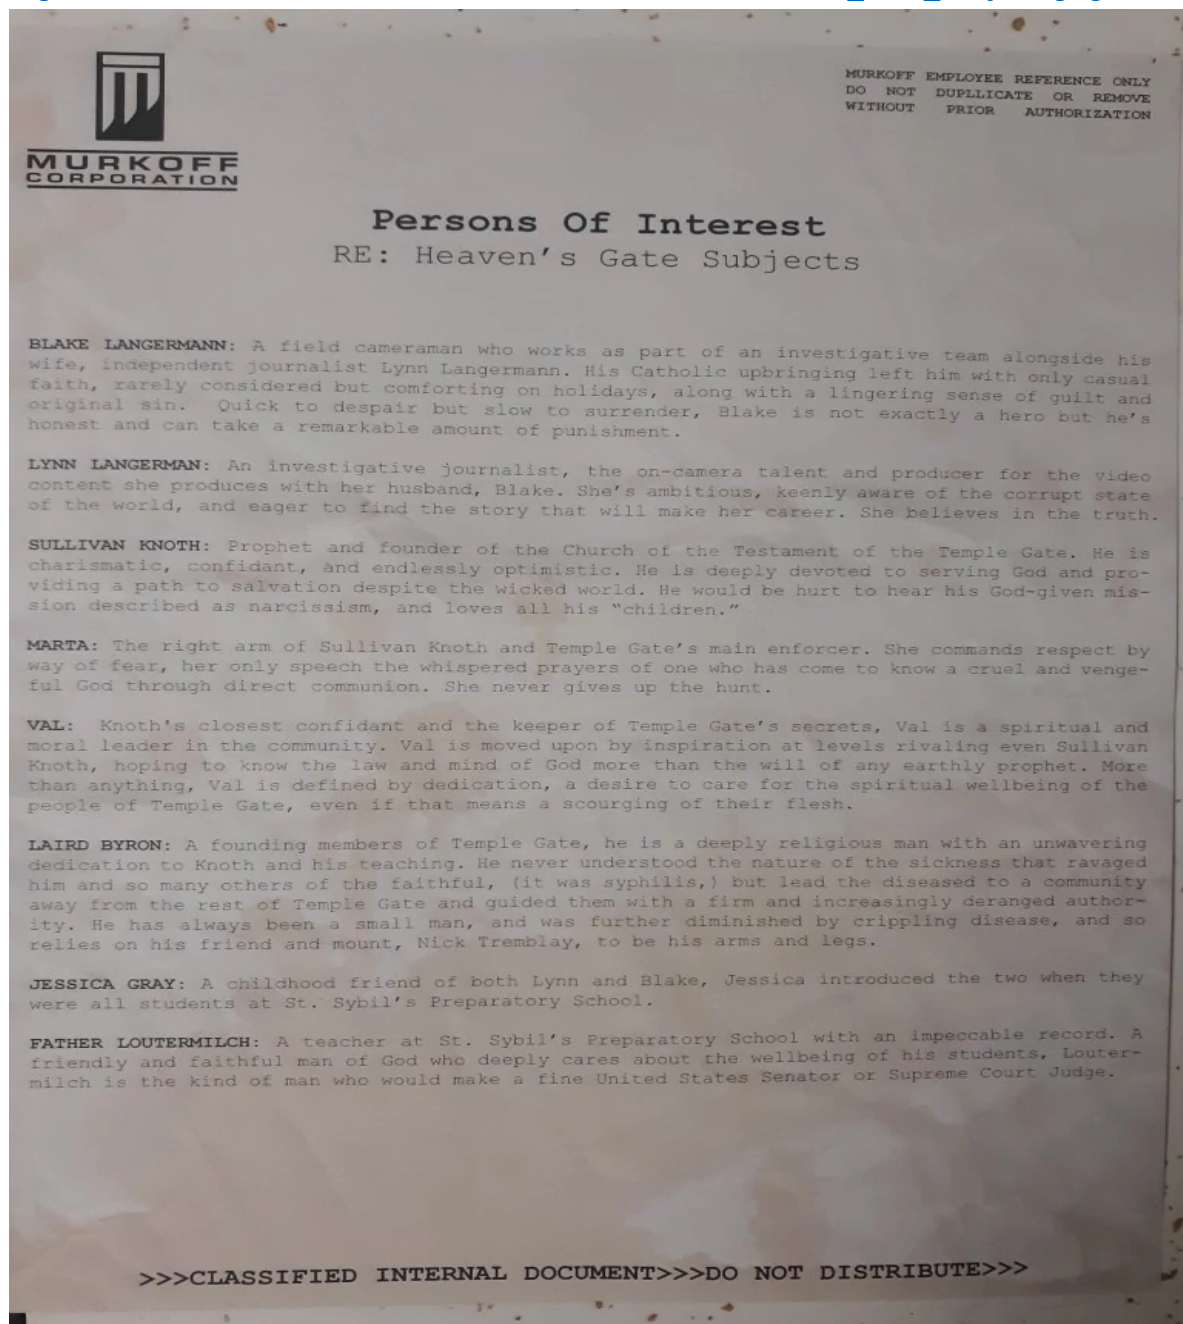 MURKOFF
CORPORATION
MURKOFF EMPLOYEE REFERENCE ONLY
DO NOT DUPLLICATE OR REMOVE
WITHOUT PRIOR AUTHORIZATION
Persons Of Interest
RE: Heaven's Gate Subjects
BLAKE LANGERMANN: A field cameraman who works as part of an investigative team alongside his
wife, independent journalist Lynn Langermann. His Catholic upbringing left him with only casual
faith, rarely considered but comforting on holidays, along with a lingering sense of guilt and
original sin. Quick to despair but slow to surrender, Blake is not exactly a hero but he's
honest and can take a remarkable amount of punishment.
LYNN LANGERMAN: An investigative journalist, the on-camera talent and producer for the video
content she produces with her husband, Blake. She's ambitious, keenly aware of the corrupt state
of the world, and eager to find the story that will make her career. She believes in the truth.
SULLIVAN KNOTH: Prophet and founder of the Church of the Testament of the Temple Gate. He is
charismatic, confidant, and endlessly optimistic. He is deeply devoted to serving God and pro-
viding a path to salvation despite the wicked world. He would be hurt to hear his God-given mis-
sion described as narcissism, and loves all his "children."
MARTA: The right arm of Sullivan Knoth and Temple Gate's main enforcer. She commands respect by
way of fear, her only speech the whispered prayers of one who has come to know a cruel and venge-
ful God through direct communion. She never gives up the hunt.
VAL: Knoth's closest confidant and the keeper of Temple Gate's secrets, Val is a spiritual and
moral leader in the community. Val is moved upon by inspiration at levels rivaling even Sullivan
Knoth, hoping to know the law and mind of God more than the will of any earthly prophet. More
than anything, Val is defined by dedication, a desire to care for the spiritual wellbeing of the
people of Temple Gate, even if that means a scourging of their flesh.
LAIRD BYRON: A founding members of Temple Gate, he is a deeply religious man with an unwavering
dedication to Knoth and his teaching. He never understood the nature of the sickness that ravaged
him and so many others of the faithful, (it was syphilis,) but lead the diseased to a community
away from the rest of Temple Gate and guided them with a firm and increasingly deranged author-
ity. He has always been a small man, and was further diminished by crippling disease, and so
relies on his friend and mount, Nick Tremblay, to be his arms and legs.
JESSICA GRAY: A childhood friend of both Lynn and Blake, Jessica introduced the two when they
were all students at St. Sybil's Preparatory School.
FATHER LOUTERMILCH: A teacher at St. Sybil's Preparatory School with an impeccable record. A
friendly and faithful man of God who deeply cares about the wellbeing of his students, Louter-
milch is the kind of man who would make a fine United States Senator or Supreme Court Judge.
>>>CLASSIFIED INTERNAL DOCUMENT>>>DO NOT DISTRIBUTE>>>